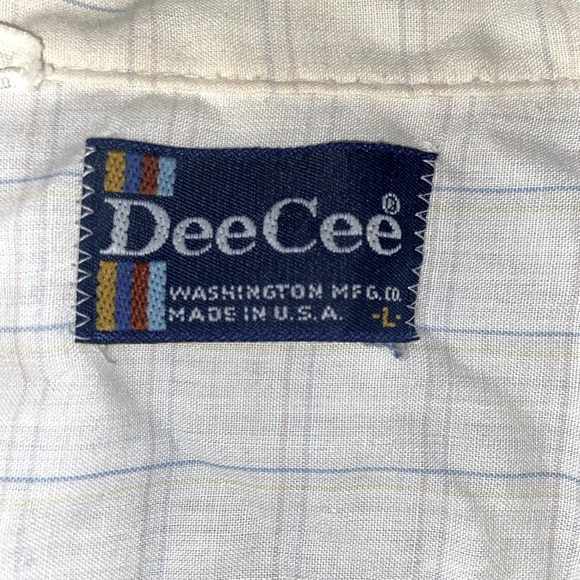 DeeCee®
WASHINGTON MFG.CO.
MADE IN U.S.A. -L-